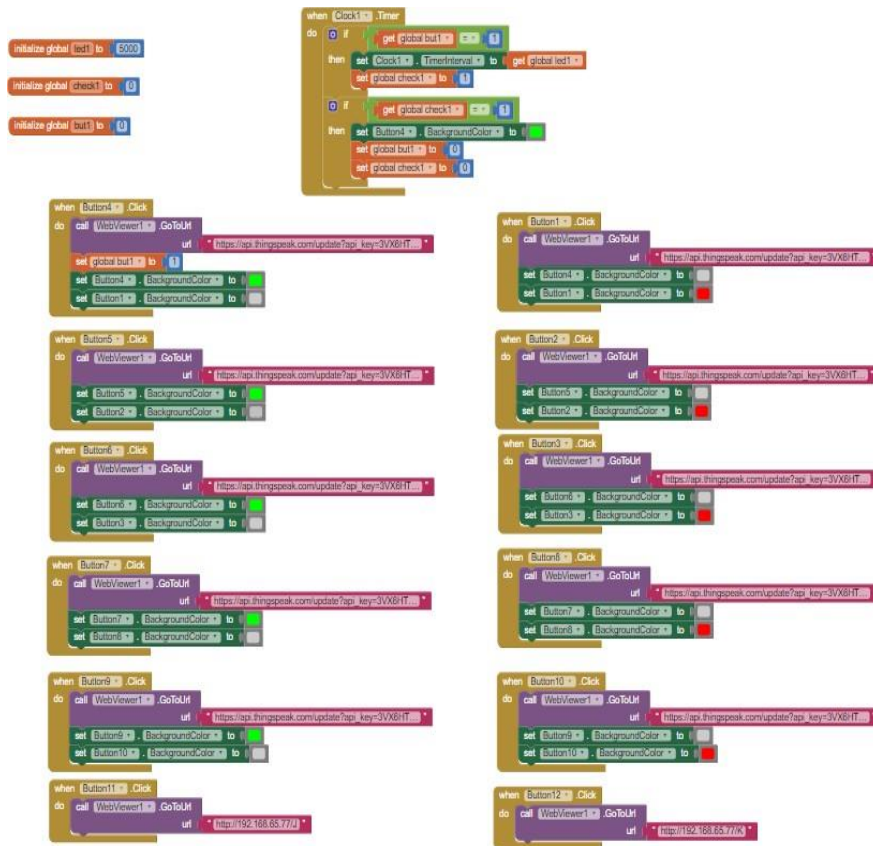 initialize global led1 to 5000
initialize global check1 to 0
initialize global but1 to 0
when Clock1 .Timer
do if get global but1 = 1
then set Clock1 . TimerInterval to get global led1
set global check1 to 1
if get global check1 = 1
then set Button4 . BackgroundColor to
set global but1 to 0
set global check1 to 0
when Button4 .Click
do call WebViewer1 .GoToUrl
url " https://api.thingspeak.com/update?api_key=3VX6HT... "
set global but1 to 1
set Button4 . BackgroundColor to
set Button1 . BackgroundColor to
when Button1 .Click
do call WebViewer1 .GoToUrl
url " https://api.thingspeak.com/update?api_key=3VX6HT...
set Button4 . BackgroundColor to
set Button1 . BackgroundColor to
when Button5 .Click
do call WebViewer1 .GoToUrl
url " https://api.thingspeak.com/update?api_key=3VX6HT... "
set Button5 . BackgroundColor to
set Button2 . BackgroundColor to
when Button2 .Click
do call WebViewer1 .GoToUrl
url " https://api.thingspeak.com/update?api_key=3VX6HT...
set Button5 . BackgroundColor to
set Button2 . BackgroundColor to
when Button6 .Click
do call WebViewer1 .GoToUrl
url " https://api.thingspeak.com/update?api_key=3VX6HT... "
set Button6 . BackgroundColor to
set Button3 . BackgroundColor to
when Button3 .Click
do call WebViewer1 .GoToUrl
url " https://api.thingspeak.com/update?api_key=3VX6HT...
set Button6 . BackgroundColor to
set Button3 . BackgroundColor to
when Button7 .Click
do call WebViewer1 .GoToUrl
url " https://api.thingspeak.com/update?api_key=3VX6HT... "
set Button7 . BackgroundColor to
set Button8 . BackgroundColor to
when Button8 .Click
do call WebViewer1 .GoToUrl
url " https://api.thingspeak.com/update?api_key=3VX6HT...
set Button7 . BackgroundColor to
set Button8 . BackgroundColor to
when Button9 .Click
do call WebViewer1 .GoToUrl
url " https://api.thingspeak.com/update?api_key=3VX6HT... "
set Button9 . BackgroundColor to
set Button10 . BackgroundColor to
when Button10 .Click
do call WebViewer1 .GoToUrl
url " https://api.thingspeak.com/update?api_key=3VX6HT...
set Button9 . BackgroundColor to
set Button10 . BackgroundColor to
when Button11 .Click
do call WebViewer1 .GoToUrl
url " http://192.168.65.77/J "
when Button12 .Click
do call WebViewer1 .GoToUrl
url " http://192.168.65.77/K "